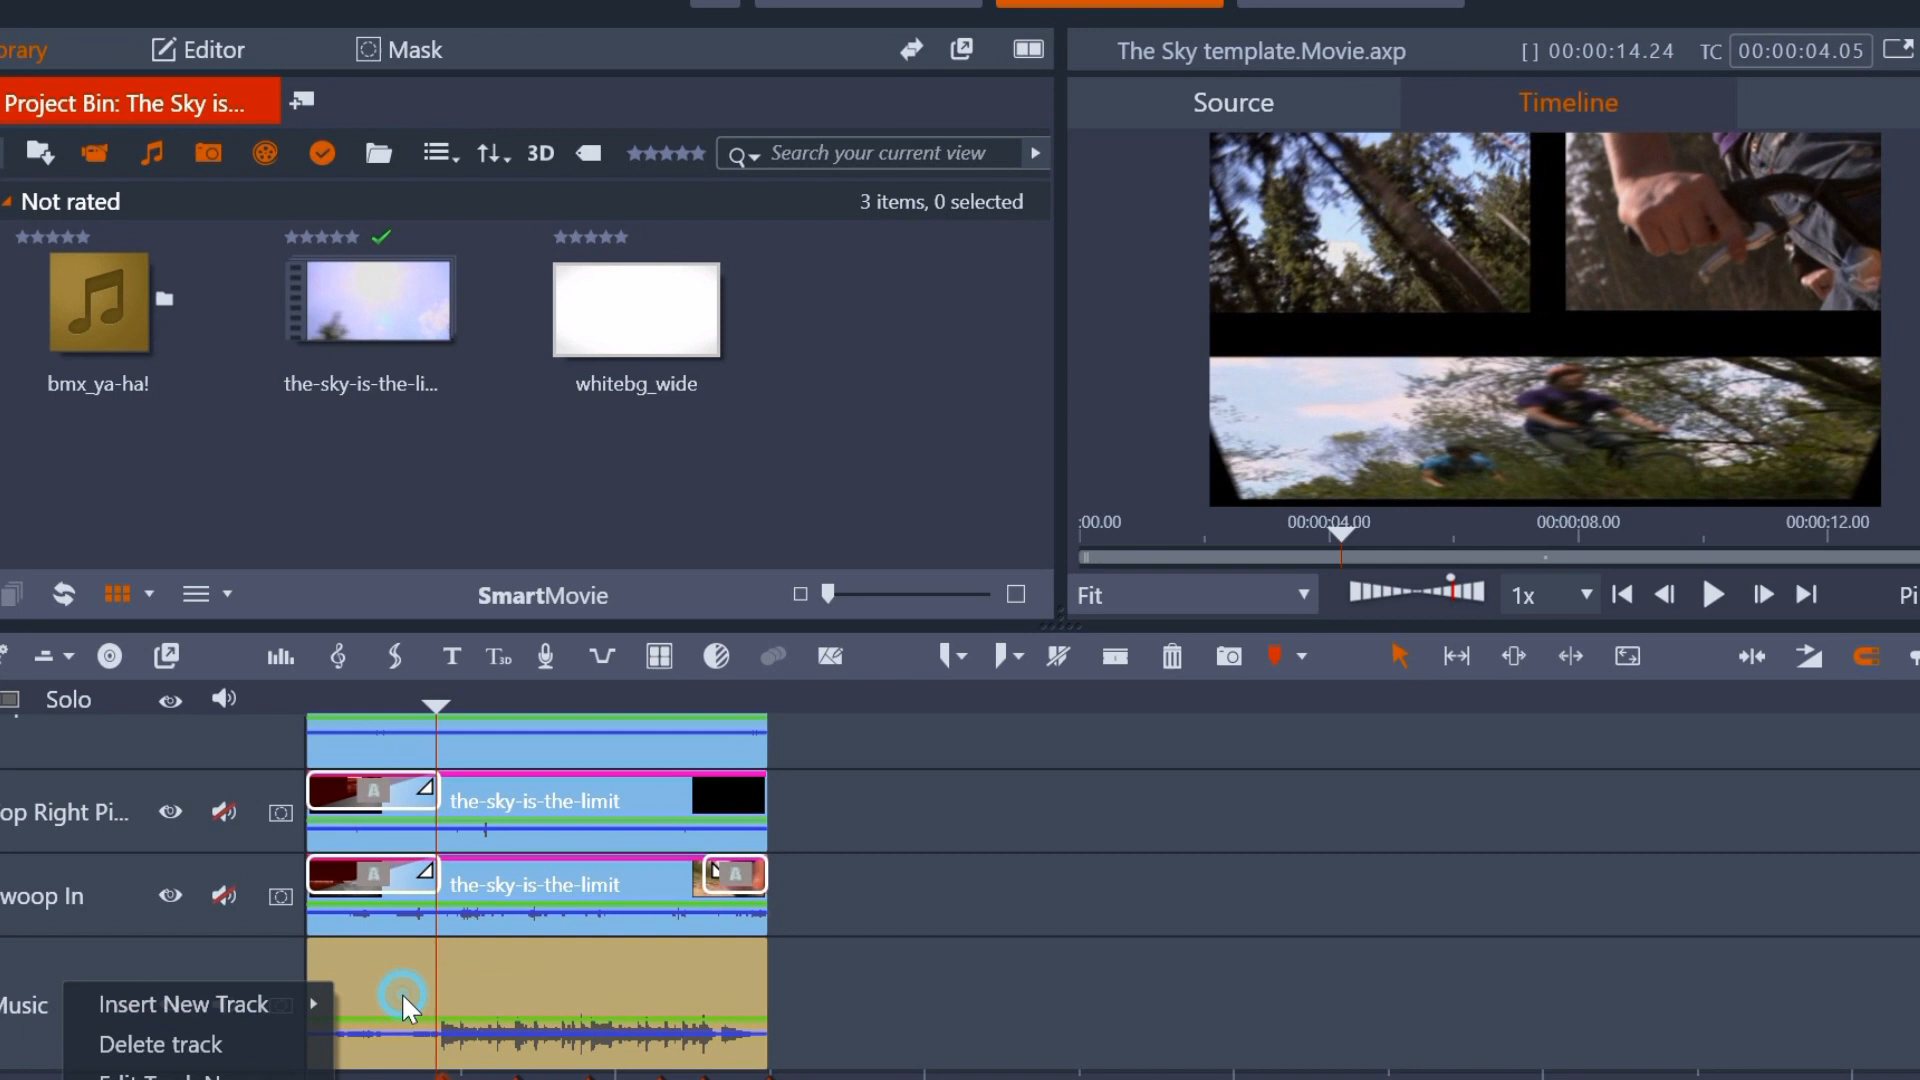 Editor
Mask
The Sky template.Movie.axp
[ ] 00:00:14.24
TC 00:00:04.05
Project Bin: The Sky is...
Source
Timeline
3D
Search your current view
Not rated
3 items, 0 selected
bmx_ya-ha!
the-sky-is-the-li...
whitebg_wide
:00.00
00:00:04.00
00:00:08.00
00:00:12.00
SmartMovie
Fit
1x
Pi
T
T3D
Solo
A
the-sky-is-the-limit
op Right Pi...
A
the-sky-is-the-limit
A
woop In
Music
Insert New Track
Delete track